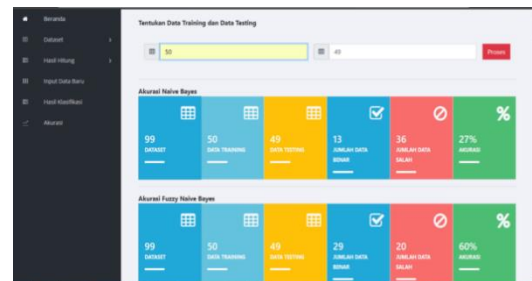 Beranda
Dataset
Hasil Hitung
Input Data Baru
Hasil Klasifikasi
Akurasi
Tentukan Data Training dan Data Testing
50
49
Proses
Akurasi Naive Bayes
99
DATASET
50
DATA TRAINING
49
DATA TESTING
13
JUMLAH DATA
BENAR
36
JUMLAH DATA
SALAH
27%
AKURASI
Akurasi Fuzzy Naive Bayes
99
DATASET
50
DATA TRAINING
49
DATA TESTING
29
JUMLAH DATA
BENAR
20
JUMLAH DATA
SALAH
60%
AKURASI